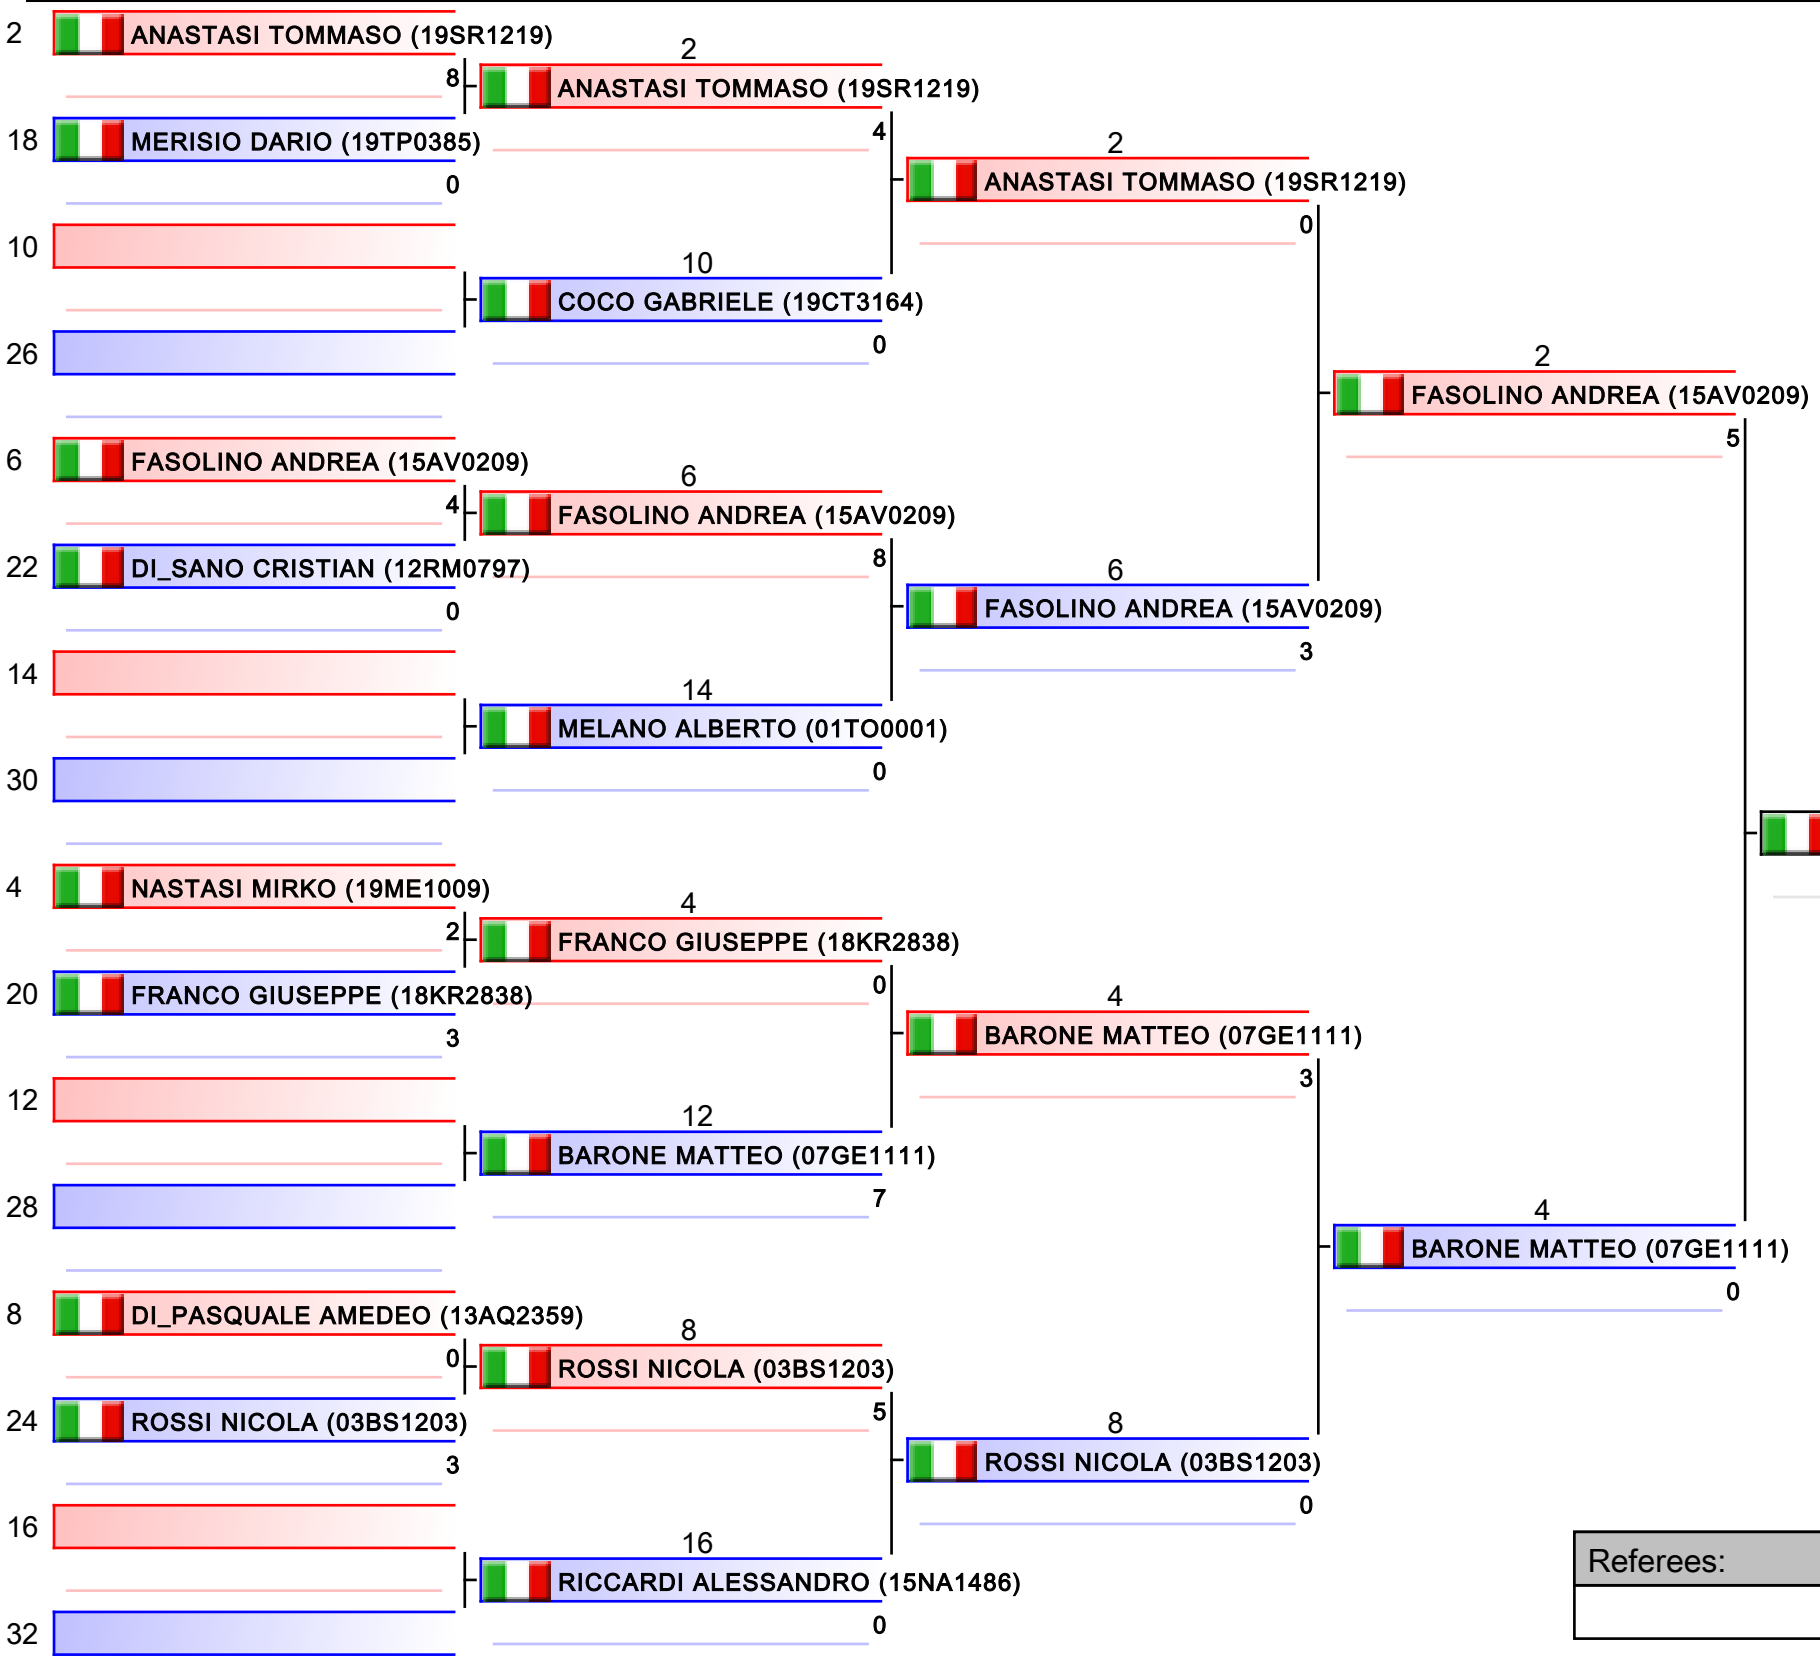 2 ANASTASI TOMMASO (19SR1219)
8
18 MERISIO DARIO (19TP0385)
0
10
26
6 FASOLINO ANDREA (15AV0209)
4
22 DI_SANO CRISTIAN (12RM0797)
0
14
30
4 NASTASI MIRKO (19ME1009)
2
20 FRANCO GIUSEPPE (18KR2838)
3
12
28
8 DI_PASQUALE AMEDEO (13AQ2359)
0
24 ROSSI NICOLA (03BS1203)
3
16
32
2
ANASTASI TOMMASO (19SR1219)
4
10
COCO GABRIELE (19CT3164)
0
6
FASOLINO ANDREA (15AV0209)
8
14
MELANO ALBERTO (01TO0001)
0
4
FRANCO GIUSEPPE (18KR2838)
0
12
BARONE MATTEO (07GE1111)
7
8
ROSSI NICOLA (03BS1203)
5
16
RICCARDI ALESSANDRO (15NA1486)
0
2
ANASTASI TOMMASO (19SR1219)
0
6
FASOLINO ANDREA (15AV0209)
3
4
BARONE MATTEO (07GE1111)
3
8
ROSSI NICOLA (03BS1203)
0
2
FASOLINO ANDREA (15AV0209)
5
4
BARONE MATTEO (07GE1111)
0
Referees: